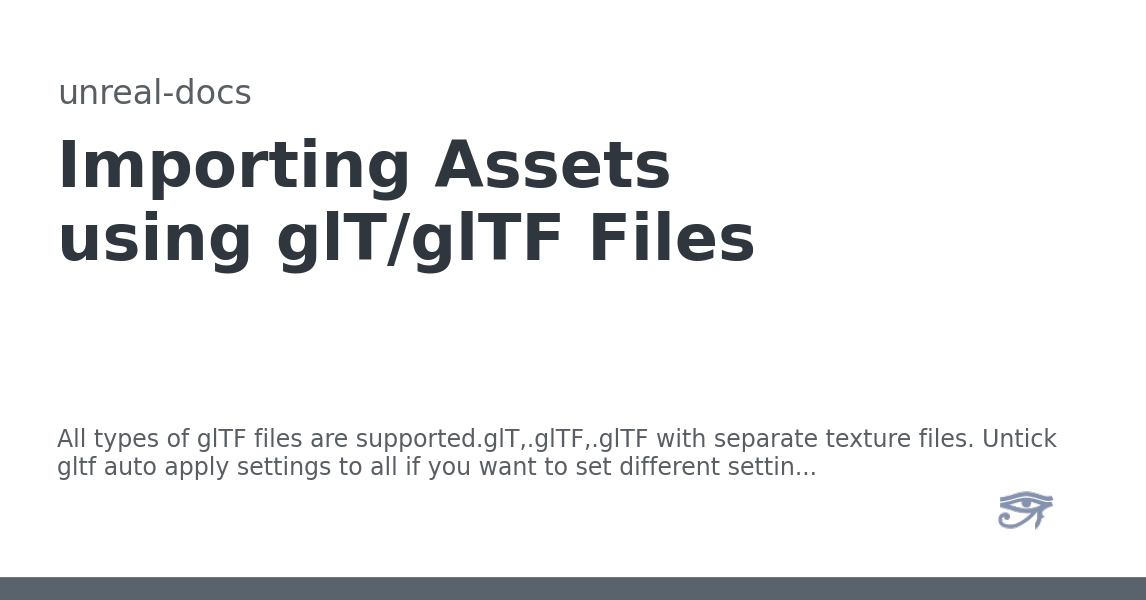 unreal-docs
Importing Assets
using glT/glTF Files
All types of glTF files are supported.glT,.glTF,.glTF with separate texture files. Untick
gltf auto apply settings to all if you want to set different settin...